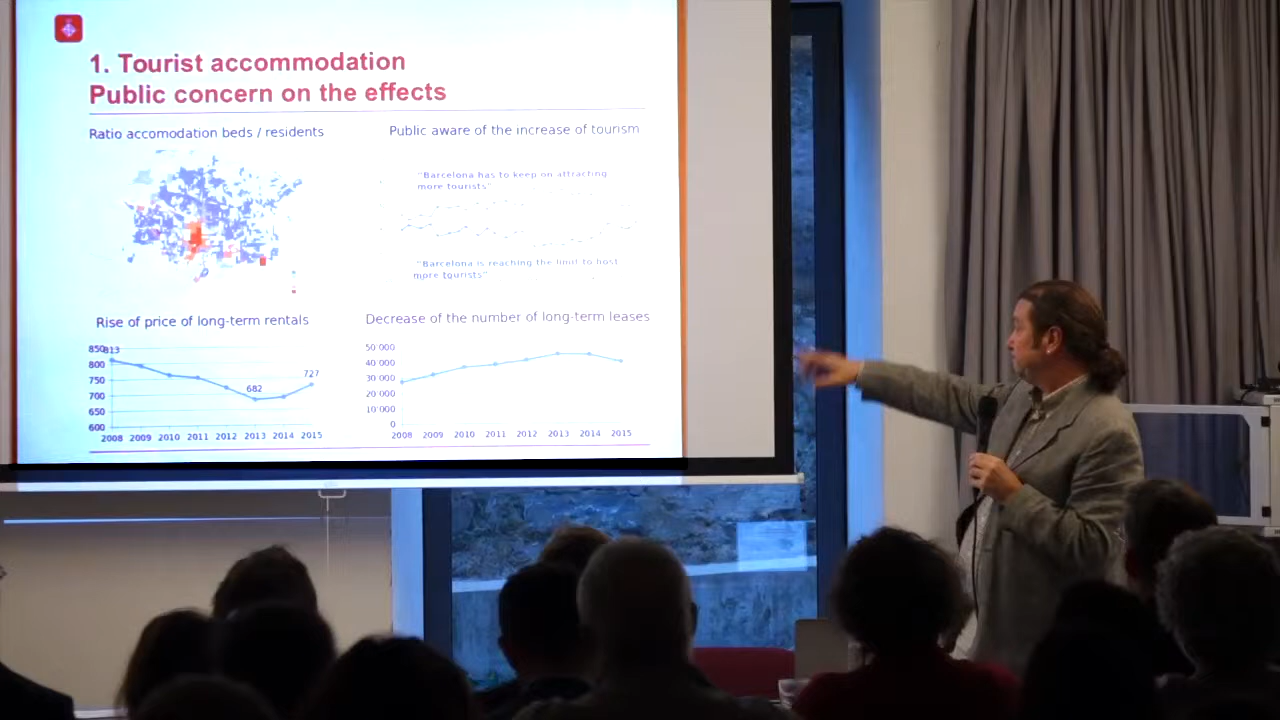 1. Tourist accommodation
Public concern on the effects
Ratio accomodation beds / residents
Public aware of the increase of tourism
"Barcelona has to keep on attracting
more tourists"
"Barcelona is reaching the limit to host
more tourists"
Rise of price of long-term rentals
850
813
800
750
700
650
600
682
727
2008 2009 2010 2011 2012 2013 2014 2015
Decrease of the number of long-term leases
50'000
40 000
30 000
20 000
10'000
0
2008 2009 2010 2011 2012 2013 2014 2015